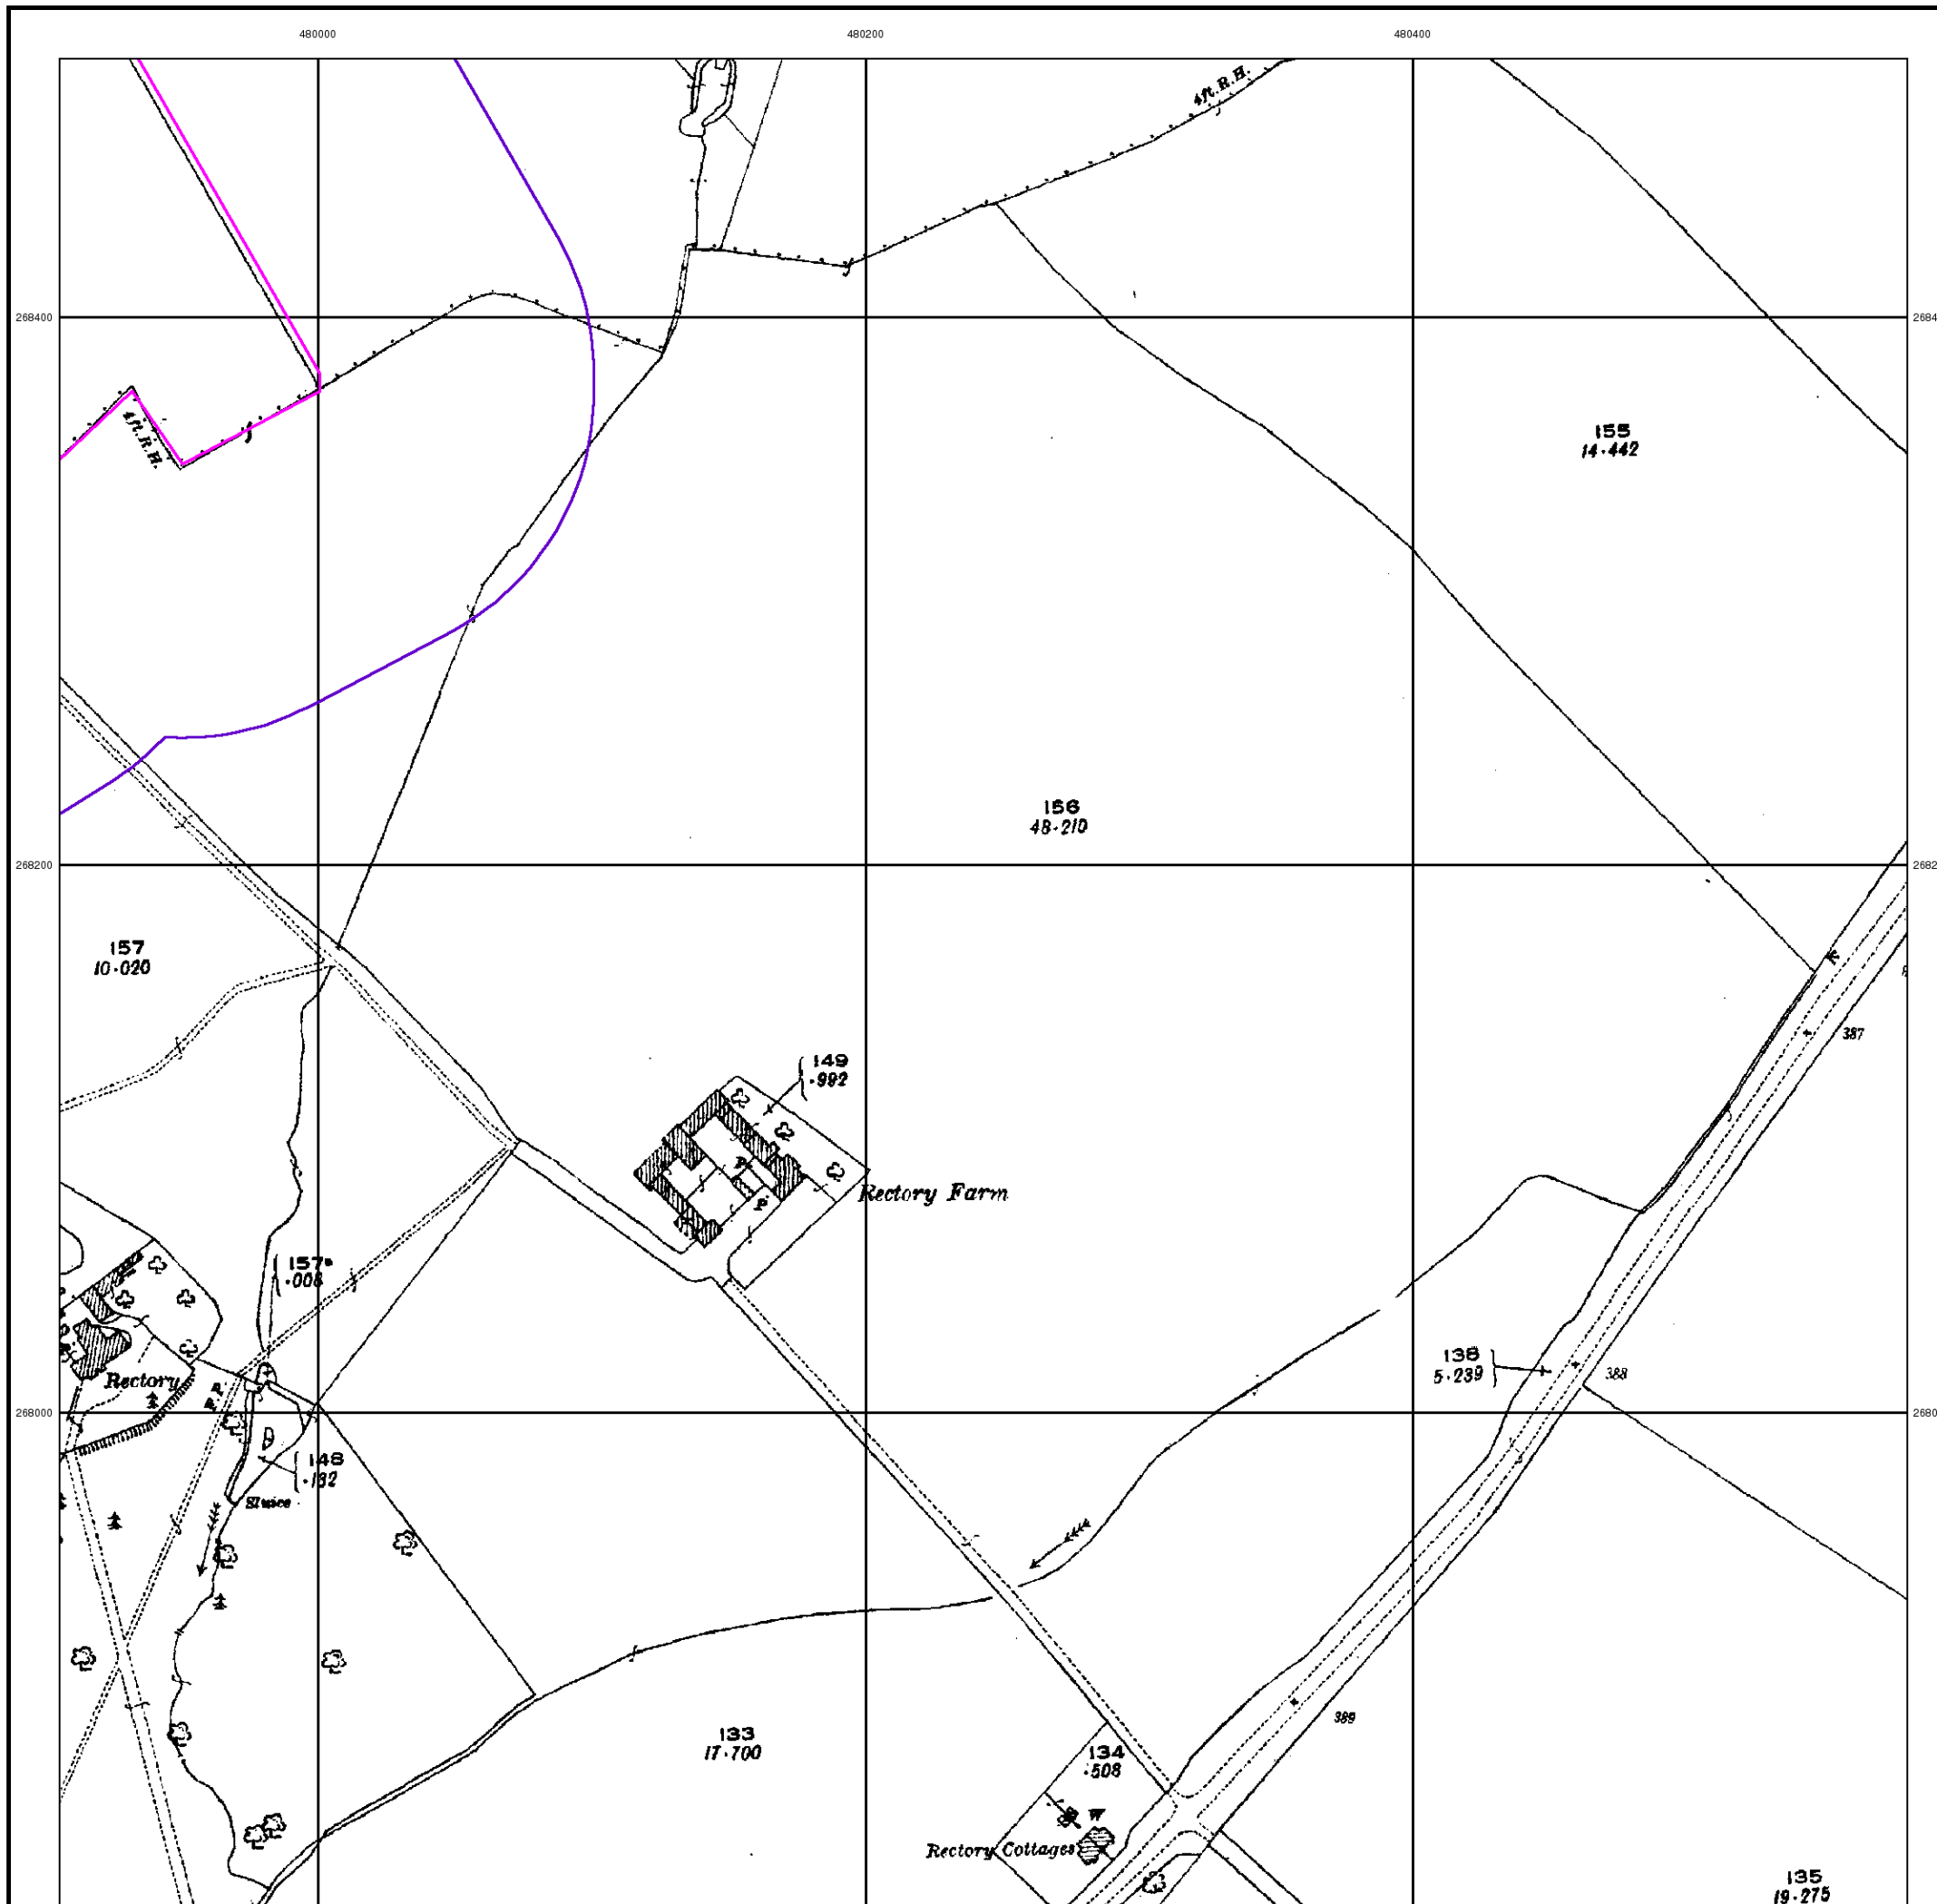 480000
480200
480400
4ft.R.H.
268400
4ft.R.H.
155
14·442
156
48·210
268200
157
10·020
387
149
·992
P.
P.
Rectory Farm
157a
·008
Rectory
F.P.
138
5·239
388
268000
148
·132
Sluice
133
17·700
389
134
·508
W
Rectory Cottages
135
19·275